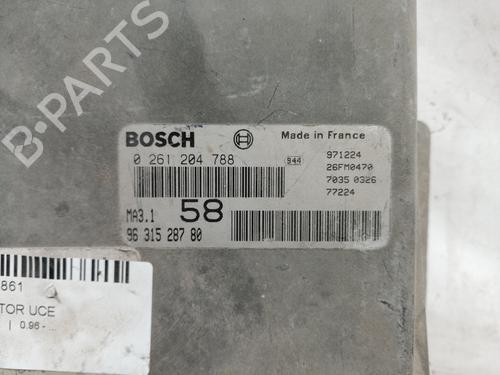 BOSCH
Made in France
0 261 204 788
944
971224
26FM0470
7035 0326
77224
MA3.1
58
96 315 287 80
861
TOR UCE
| 0.96 -
B-PARTS